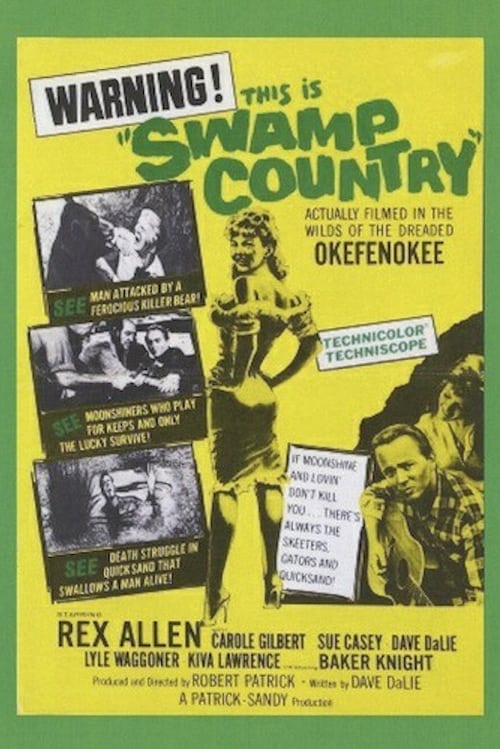 WARNING!
THIS IS
"SWAMP
COUNTRY"
ACTUALLY FILMED IN THE
WILDS OF THE DREADED
OKEFENOKEE
SEE MAN ATTACKED BY A
FEROCIOUS KILLER BEAR!
TECHNICOLOR®
TECHNISCOPE
SEE MOONSHINERS WHO PLAY
FOR KEEPS AND ONLY
THE LUCKY SURVIVE!
IF MOONSHINE
AND LOVIN'
DON'T KILL
YOU...THERE'S
ALWAYS THE
SKEETERS,
GATORS AND
QUICKSAND!
SEE DEATH STRUGGLE IN
QUICKSAND THAT
SWALLOWS A MAN ALIVE!
STARRING
REX ALLEN CAROLE GILBERT SUE CASEY DAVE DaLIE
LYLE WAGGONER KIVA LAWRENCE BAKER KNIGHT
Produced and Directed by ROBERT PATRICK • Written by DAVE DaLIE
A PATRICK-SANDY Production